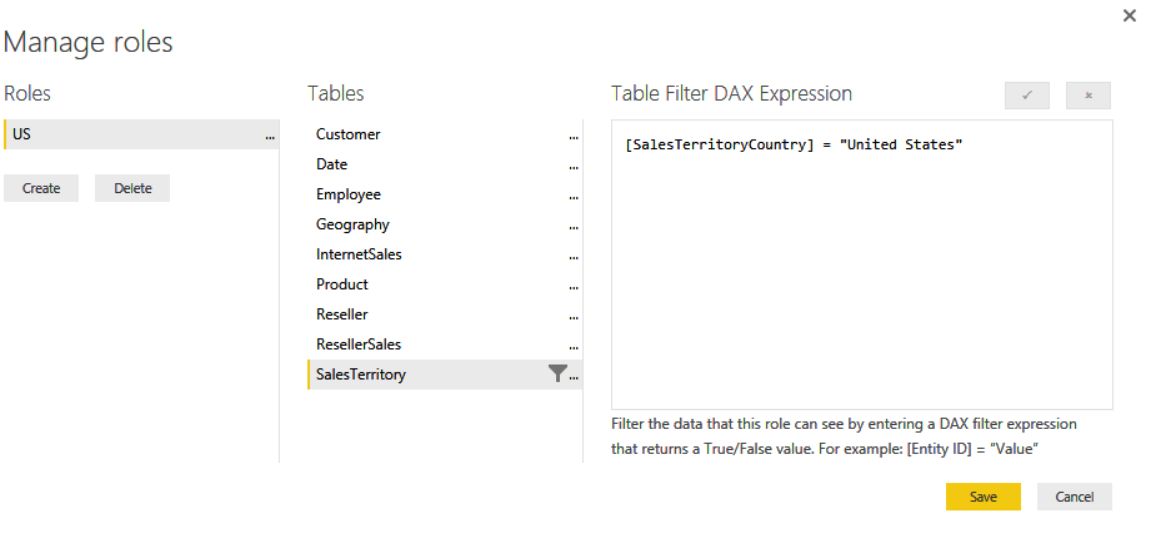 Manage roles
Roles
US
...
Create Delete
Tables
Customer ...
Date ...
Employee ...
Geography ...
InternetSales ...
Product ...
Reseller ...
ResellerSales ...
SalesTerritory ...
Table Filter DAX Expression
[SalesTerritoryCountry] = "United States"
Filter the data that this role can see by entering a DAX filter expression
that returns a True/False value. For example: [Entity ID] = “Value”
Save Cancel